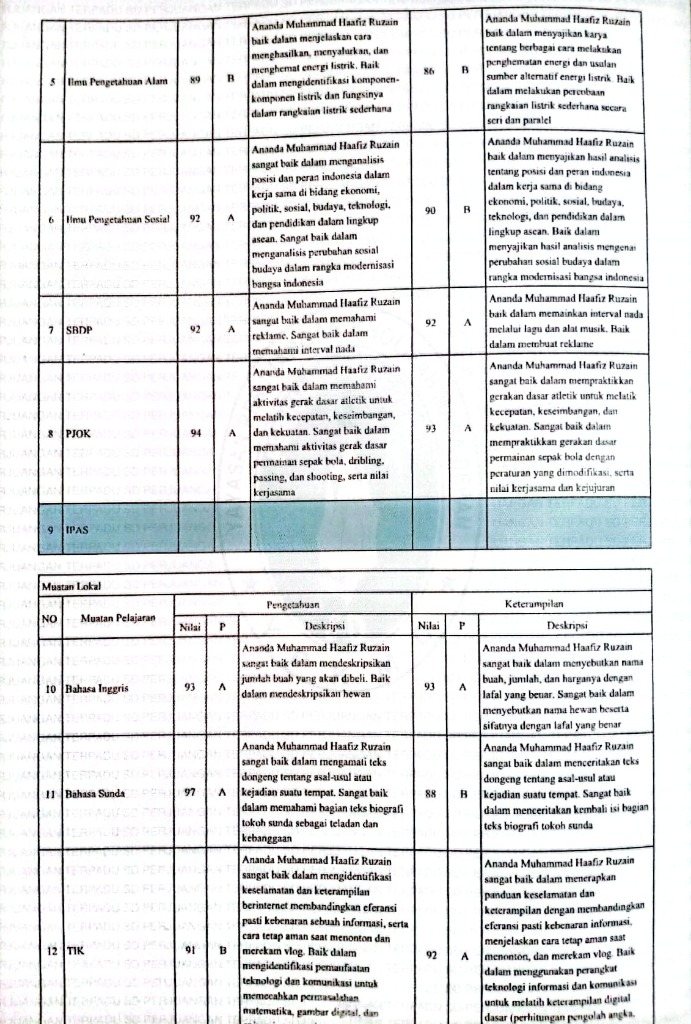 5
Ilmu Pengetahuan Alam
89
B
Ananda Muhammad Haafiz Ruzain
baik dalam menjelaskan cara
menghasilkan, menyalurkan, dan
menghemat energi listrik. Baik
dalam mengidentifikasi komponen-
komponen listrik dan fungsinya
dalam rangkaian listrik sederhana
86
B
Ananda Muhammad Haafiz Ruzain
baik dalam menyajikan karya
tentang berbagai cara melakukan
penghematan energi dan usulan
sumber alternatif energi listrik. Baik
dalam melakukan percobaan
rangkaian listrik sederhana secara
seri dan paralel
6
Ilmu Pengetahuan Sosial
92
A
Ananda Muhammad Haafiz Ruzain
sangat baik dalam menganalisis
posisi dan peran indonesia dalam
kerja sama di bidang ekonomi,
politik, sosial, budaya, teknologi,
dan pendidikan dalam lingkup
asean. Sangat baik dalam
menganalisis perubahan sosial
budaya dalam rangka modernisasi
bangsa indonesia
90
B
Ananda Muhammad Haafiz Ruzain
baik dalam menyajikan hasil analisis
tentang posisi dan peran indonesia
dalam kerja sama di bidang
ekonomi, politik, sosial, budaya,
teknologi, dan pendidikan dalam
lingkup asean. Baik dalam
menyajikan hasil analisis mengenai
perubahan sosial budaya dalam
rangka modernisasi bangsa indonesia
7
SBDP
92
A
Ananda Muhammad Haafiz Ruzain
sangat baik dalam memahami
reklame. Sangat baik dalam
memahami interval nada
92
A
Ananda Muhammad Haafiz Ruzain
baik dalam memainkan interval nada
melalui lagu dan alat musik. Baik
dalam membuat reklame
8
PJOK
94
A
Ananda Muhammad Haafiz Ruzain
sangat baik dalam memahami
aktivitas gerak dasar atletik untuk
melatih kecepatan, keseimbangan,
dan kekuatan. Sangat baik dalam
memahami aktivitas gerak dasar
permainan sepak bola, dribling,
passing, dan shooting, serta nilai
kerjasama
93
A
Ananda Muhammad Haafiz Ruzain
sangat baik dalam mempraktikkan
gerakan dasar atletik untuk melatik
kecepatan, keseimbangan, dan
kekuatan. Sangat baik dalam
mempraktikkan gerakan dasar
permainan sepak bola dengan
peraturan yang dimodifikasi, serta
nilai kerjasama dan kejujuran
9
IPAS
Muatan Lokal
NO
Muatan Pelajaran
Pengetahuan
Keterampilan
Nilai
P
Deskripsi
Nilai
P
Deskripsi
10
Bahasa Inggris
93
A
Ananda Muhammad Haafiz Ruzain
sangat baik dalam mendeskripsikan
jumlah buah yang akan dibeli. Baik
dalam mendeskripsikan hewan
93
A
Ananda Muhammad Haafiz Ruzain
sangat baik dalam menyebutkan nama
buah, jumlah, dan harganya dengan
lafal yang benar. Sangat baik dalam
menyebutkan nama hewan beserta
sifatnya dengan lafal yang benar
11
Bahasa Sunda
97
A
Ananda Muhammad Haafiz Ruzain
sangat baik dalam mengamati teks
dongeng tentang asal-usul atau
kejadian suatu tempat. Sangat baik
dalam memahami bagian teks biografi
tokoh sunda sebagai teladan dan
kebanggaan
88
B
Ananda Muhammad Haafiz Ruzain
sangat baik dalam menceritakan teks
dongeng tentang asal-usul atau
kejadian suatu tempat. Sangat baik
dalam menceritakan kembali isi bagian
teks biografi tokoh sunda
12
TIK
91
B
Ananda Muhammad Haafiz Ruzain
sangat baik dalam mengidentifikasi
keselamatan dan keterampilan
berinternet membandingkan eferansi
pasti kebenaran sebuah informasi, serta
cara tetap aman saat menonton dan
merekam vlog. Baik dalam
mengidentifikasi pemanfaatan
teknologi dan komunikasi untuk
memecahkan permasalahan
matematika, gambar digital, dan
92
A
Ananda Muhammad Haafiz Ruzain
sangat baik dalam menerapkan
panduan keselamatan dan
keterampilan dengan membandingkan
eferansi pasti kebenaran informasi,
menjelaskan cara tetap aman saat
menonton, dan merekam vlog. Baik
dalam menggunakan perangkat
teknologi informasi dan komunikasi
untuk melatih keterampilan digital
dasar (perhitungan pengolah angka,